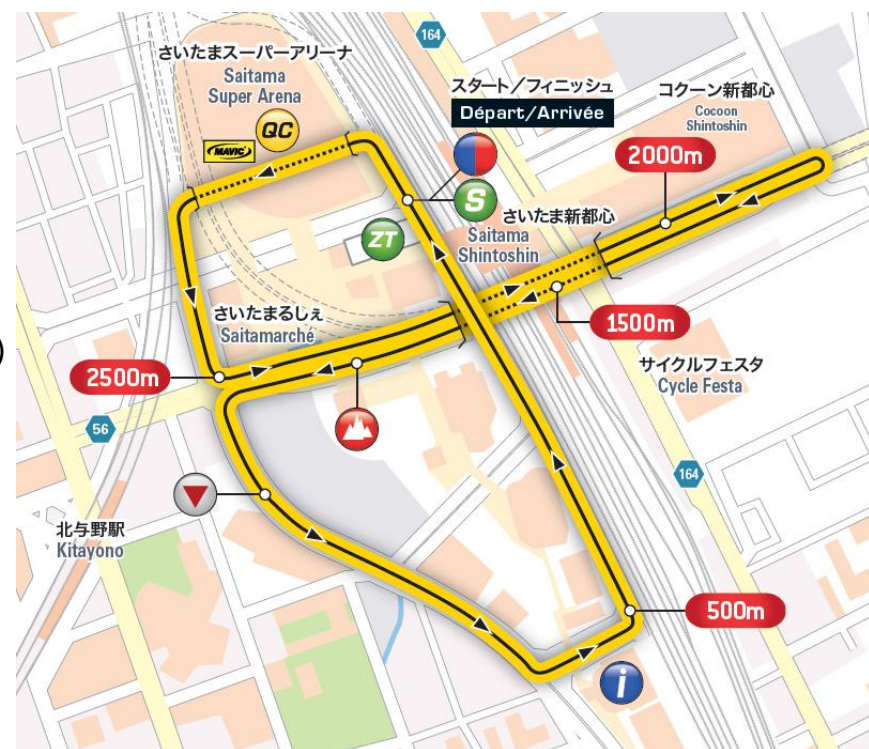 164
さいたまスーパーアリーナ
Saitama
Super Arena
QC
MAVIC
スタート/フィニッシュ
Départ/Arrivée
コクーン新都心
Cocoon
Shintoshin
2000m
S
ZT
さいたま新都心
Saitama
Shintoshin
さいたまるしぇ
Saitamarché
1500m
2500m
サイクルフェスタ
Cycle Festa
56
164
北与野駅
Kitayono
500m
i
)